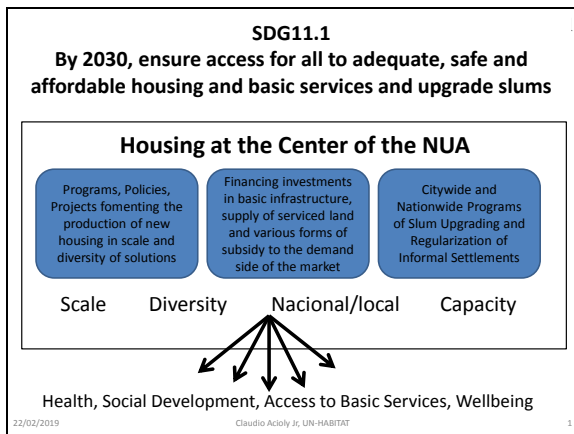 SDG11.1
By 2030, ensure access for all to adequate, safe and
affordable housing and basic services and upgrade slums
Housing at the Center of the NUA
Programs, Policies,
Projects fomenting the
production of new
housing in scale and
diversity of solutions
Financing investments
in basic infrastructure,
supply of serviced land
and various forms of
subsidy to the demand
side of the market
Citywide and
Nationwide Programs
of Slum Upgrading and
Regularization of
Informal Settlements
Scale Diversity Nacional/local Capacity
Health, Social Development, Access to Basic Services, Wellbeing
22/02/2019 Claudio Acioly Jr, UN-HABITAT 1